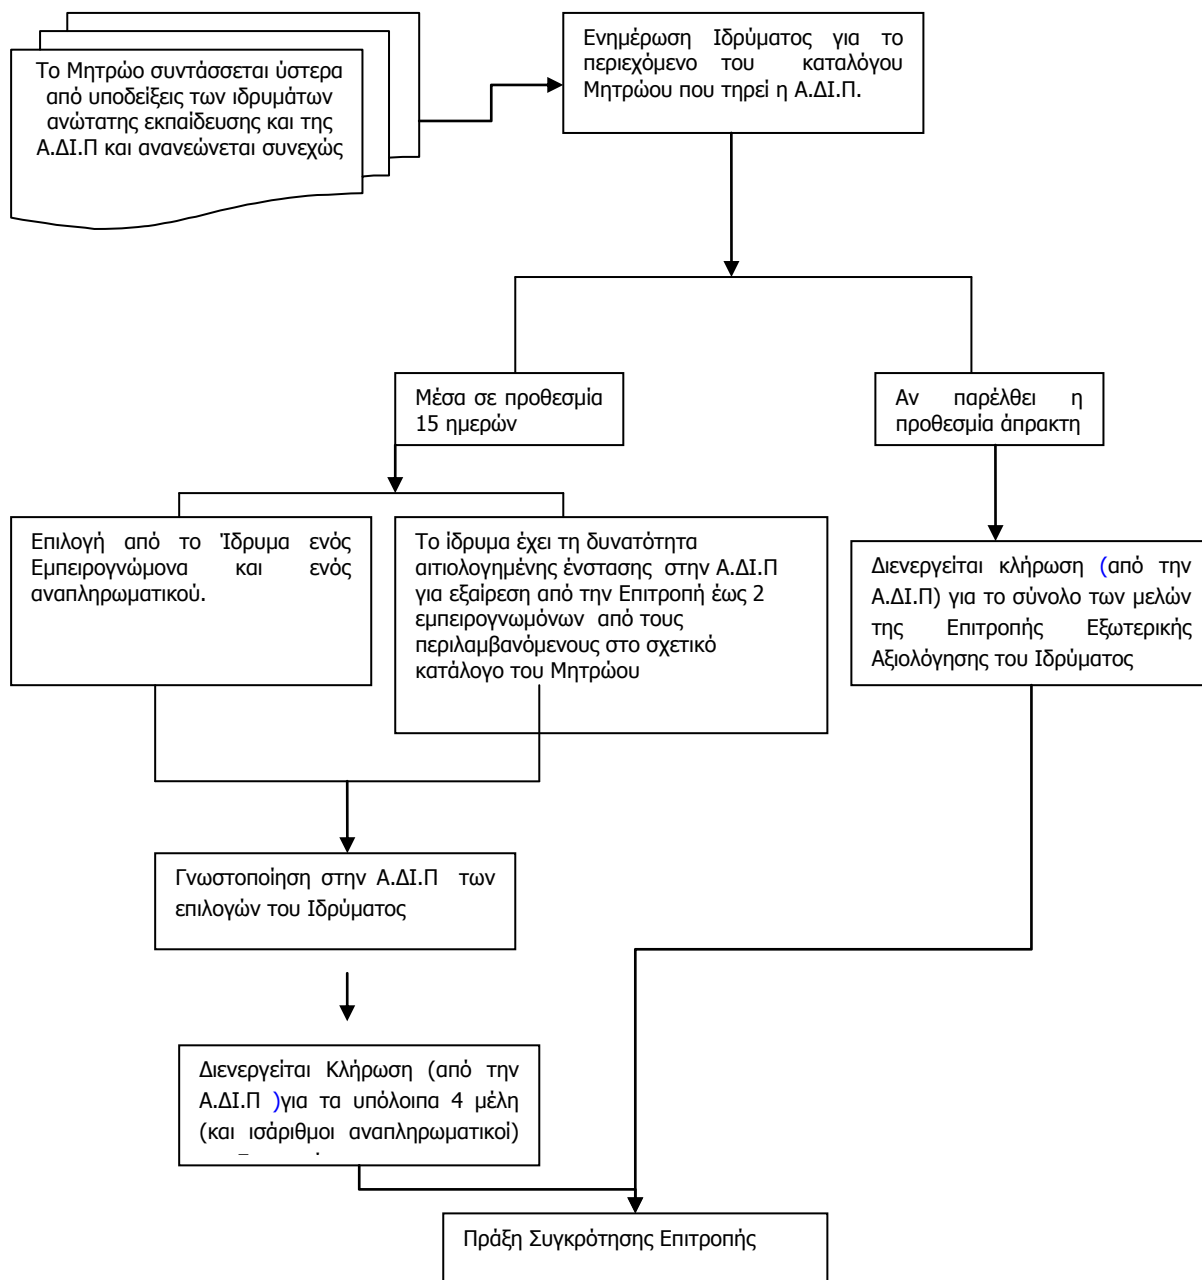 Το Μητρώο συντάσσεται ύστερα
από υποδείξεις των ιδρυμάτων
ανώτατης εκπαίδευσης και της
Α.ΔΙ.Π και ανανεώνεται συνεχώς
Ενημέρωση Ιδρύματος για το
περιεχόμενο του καταλόγου
Μητρώου που τηρεί η Α.ΔΙ.Π.
Μέσα σε προθεσμία
15 ημερών
Αν παρέλθει η
προθεσμία άπρακτη
Επιλογή από το Ίδρυμα ενός
Εμπειρογνώμονα και ενός
αναπληρωματικού.
Το ίδρυμα έχει τη δυνατότητα
αιτιολογημένης ένστασης στην Α.ΔΙ.Π
για εξαίρεση από την Επιτροπή έως 2
εμπειρογνωμόνων από τους
περιλαμβανόμενους στο σχετικό
κατάλογο του Μητρώου
Διενεργείται κλήρωση (από την
Α.ΔΙ.Π) για το σύνολο των μελών
της Επιτροπής Εξωτερικής
Αξιολόγησης του Ιδρύματος
Γνωστοποίηση στην Α.ΔΙ.Π των
επιλογών του Ιδρύματος
Διενεργείται Κλήρωση (από την
Α.ΔΙ.Π )για τα υπόλοιπα 4 μέλη
(και ισάριθμοι αναπληρωματικοί)
Πράξη Συγκρότησης Επιτροπής